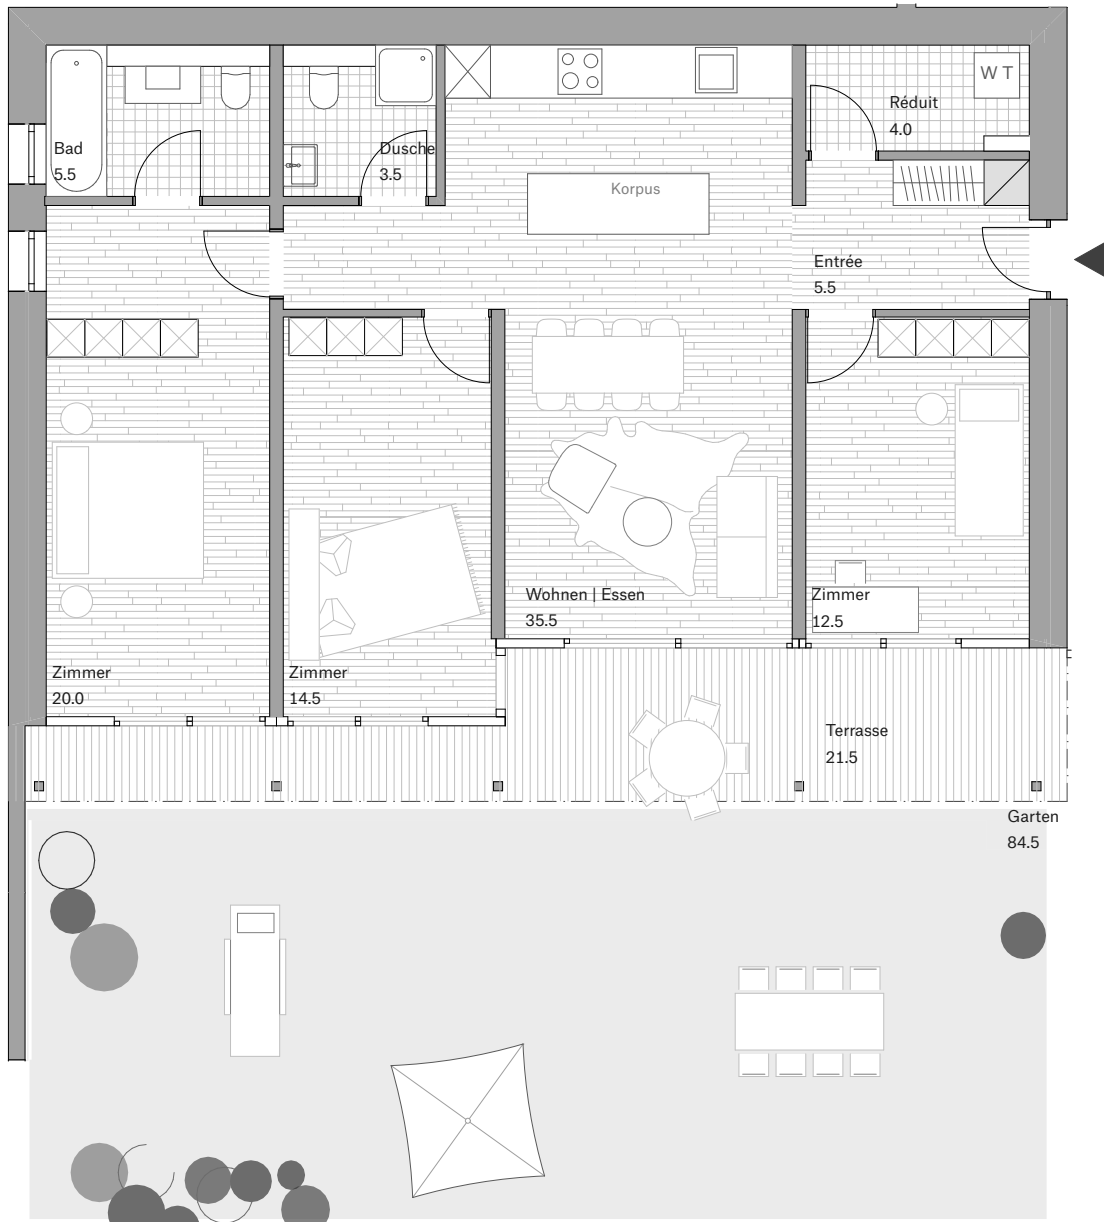 W T
Réduit
4.0
Bad
5.5
Dusche
3.5
Korpus
Entrée
5.5
Wohnen | Essen
35.5
Zimmer
12.5
Zimmer
20.0
Zimmer
14.5
Terrasse
21.5
Garten
84.5